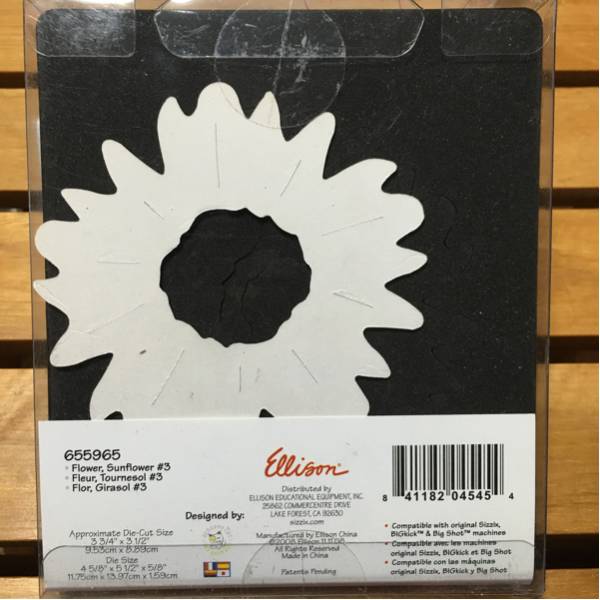 655965
• Flower, Sunflower #3
• Fleur, Tournesol #3
• Flor, Girasol #3
Approximate Die-Cut Size
3 3/4" x 3 1/2"
9.53cm x 8.89cm
Die Size
4 5/8" x 5 1/2" x 5/8"
11.75cm x 13.97cm x 1.59cm
Designed by:
Ellison®
Distributed by
ELLISON EDUCATIONAL EQUIPMENT, INC.
25862 COMMERCENTRE DRIVE
LAKE FOREST, CA 92630
sizzix.com
Manufactured by Ellison China
©2008 Ellison
All Rights Reserved
Made in China
Patents Pending
8 41182 04545 4
• Compatible with original Sizzix,
BIGkick™ & Big Shot™ machines
• Compatible avec les machines
original Sizzix, BIGkick et Big Shot
• Compatible con las máquinas
original Sizzix, BIGkick y Big Shot